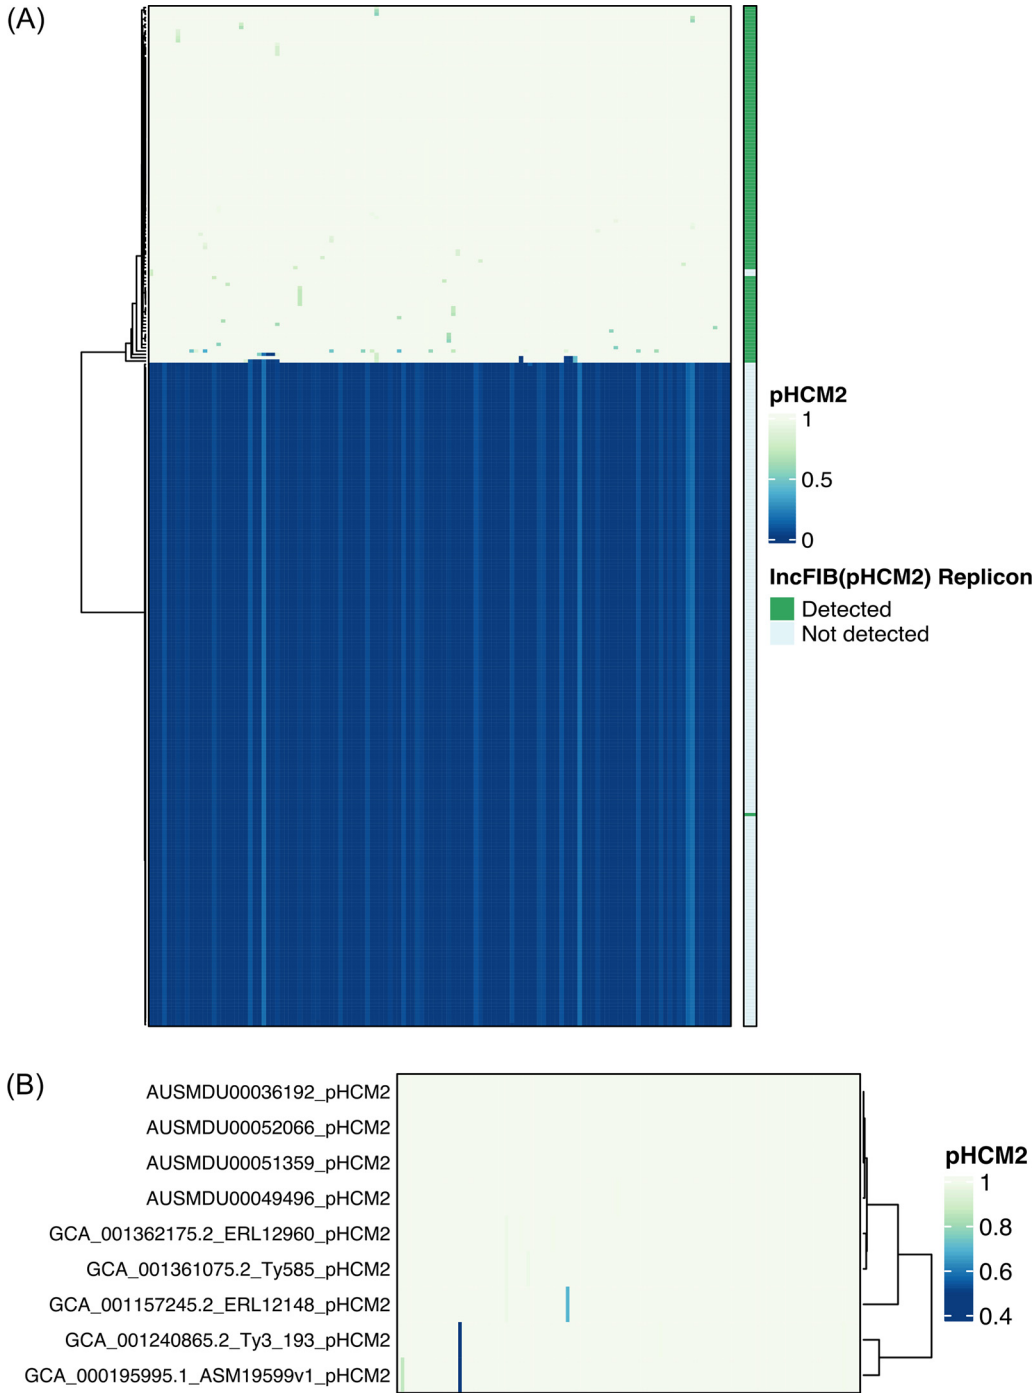 (A)
pHCM2
1
0.5
0
IncFIB(pHCM2) Replicon
Detected
Not detected
(B)
AUSMDU00036192_pHCM2
AUSMDU00052066_pHCM2
AUSMDU00051359_pHCM2
AUSMDU00049496_pHCM2
GCA_001362175.2_ERL12960_pHCM2
GCA_001361075.2_Ty585_pHCM2
GCA_001157245.2_ERL12148_pHCM2
GCA_001240865.2_Ty3_193_pHCM2
GCA_000195995.1_ASM19599v1_pHCM2
pHCM2
1
0.8
0.6
0.4